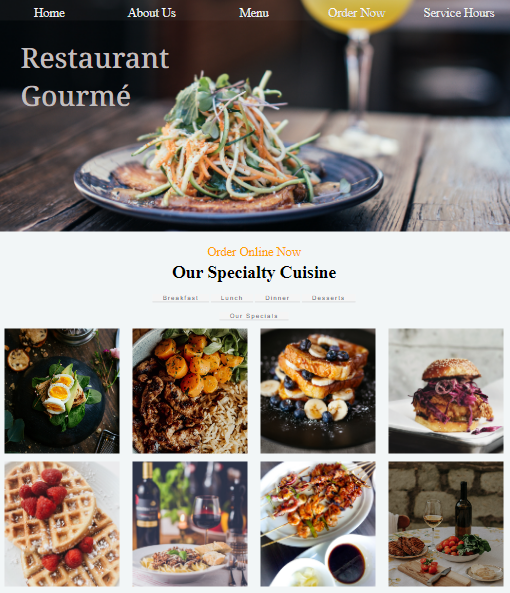 Home About Us Menu Order Now Service Hours
Restaurant
Gourmé
Order Online Now
Our Specialty Cuisine
Breakfast Lunch Dinner Desserts
Our Specials